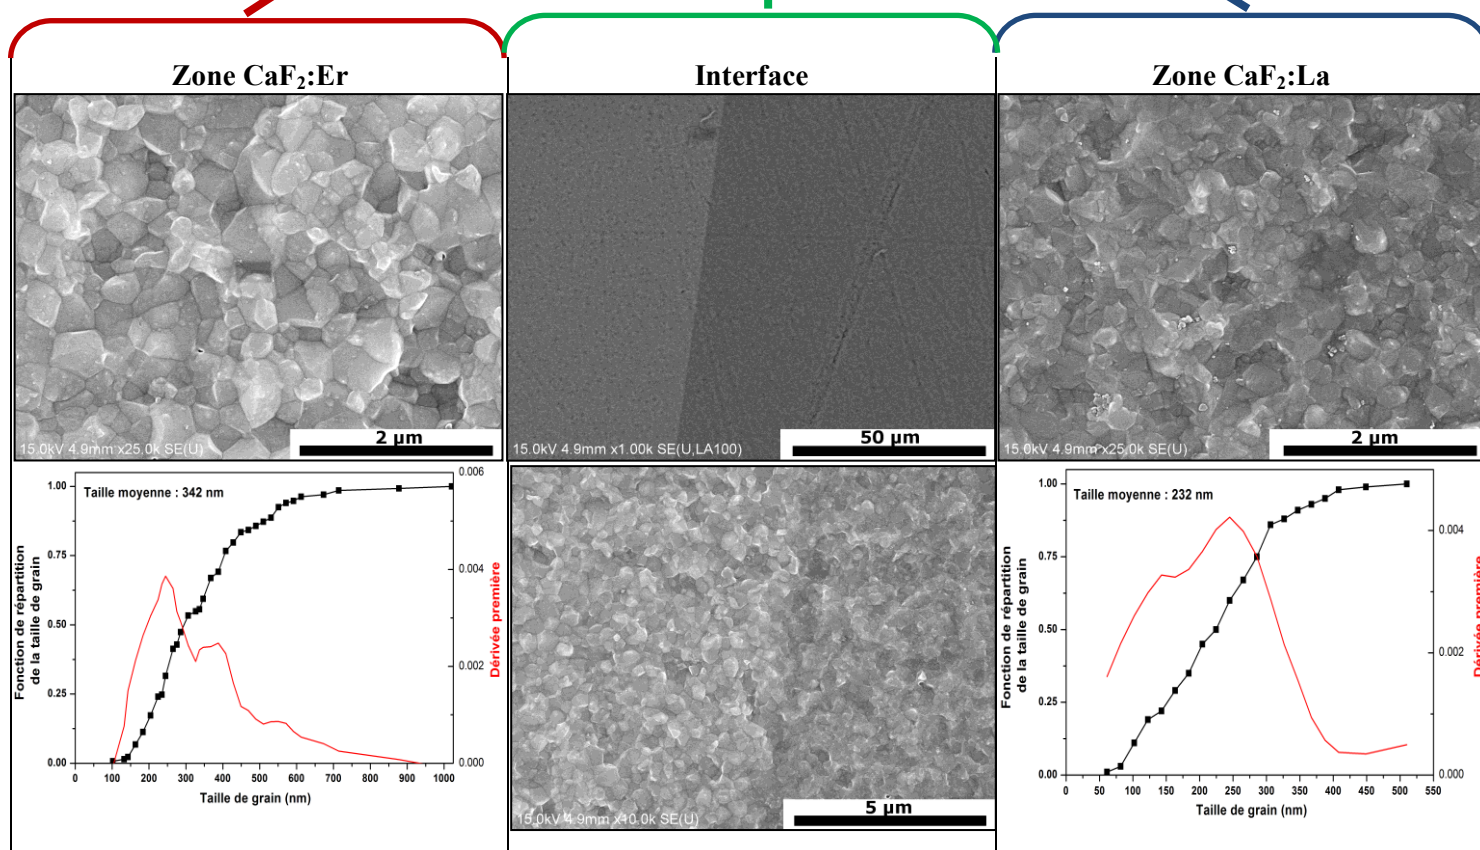 Zone CaF₂:Er
Interface
Zone CaF₂:La
15.0kV 4.9mm x25.0k SE(U)
2 µm
15.0kV 4.9mm x1.00k SE(U,LA100)
50 µm
15.0kV 4.9mm x25.0k SE(U)
2 µm
Taille moyenne : 342 nm
Fonction de répartition
de la taille de grain
1.00
0.75
0.50
0.25
0.00
0.006
0.004
0.002
0.000
Dérivée première
0 100 200 300 400 500 600 700 800 900 1000
Taille de grain (nm)
15.0kV 4.9mm x10.0k SE(U)
5 µm
Taille moyenne : 232 nm
Fonction de répartition
de la taille de grain
1.00
0.75
0.50
0.25
0.00
0.004
0.002
0.000
Dérivée première
0 50 100 150 200 250 300 350 400 450 500 550
Taille de grain (nm)